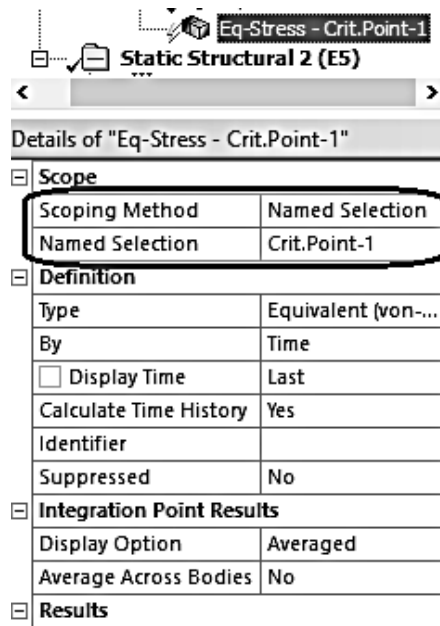 Eq-Stress - Crit.Point-1
Static Structural 2 (E5)
Details of "Eq-Stress - Crit.Point-1"
Scope
Scoping Method Named Selection
Named Selection Crit.Point-1
Definition
Type Equivalent (von-...
By Time
Display Time Last
Calculate Time History Yes
Identifier
Suppressed No
Integration Point Results
Display Option Averaged
Average Across Bodies No
Results